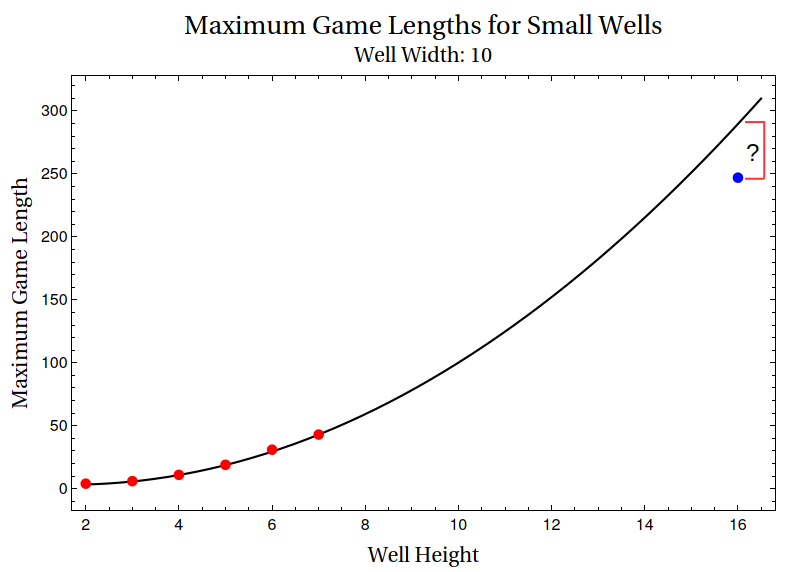 Maximum Game Lengths for Small Wells
Well Width: 10
Maximum Game Length
300
250
200
150
100
50
0
?
2 4 6 8 10 12 14 16
Well Height